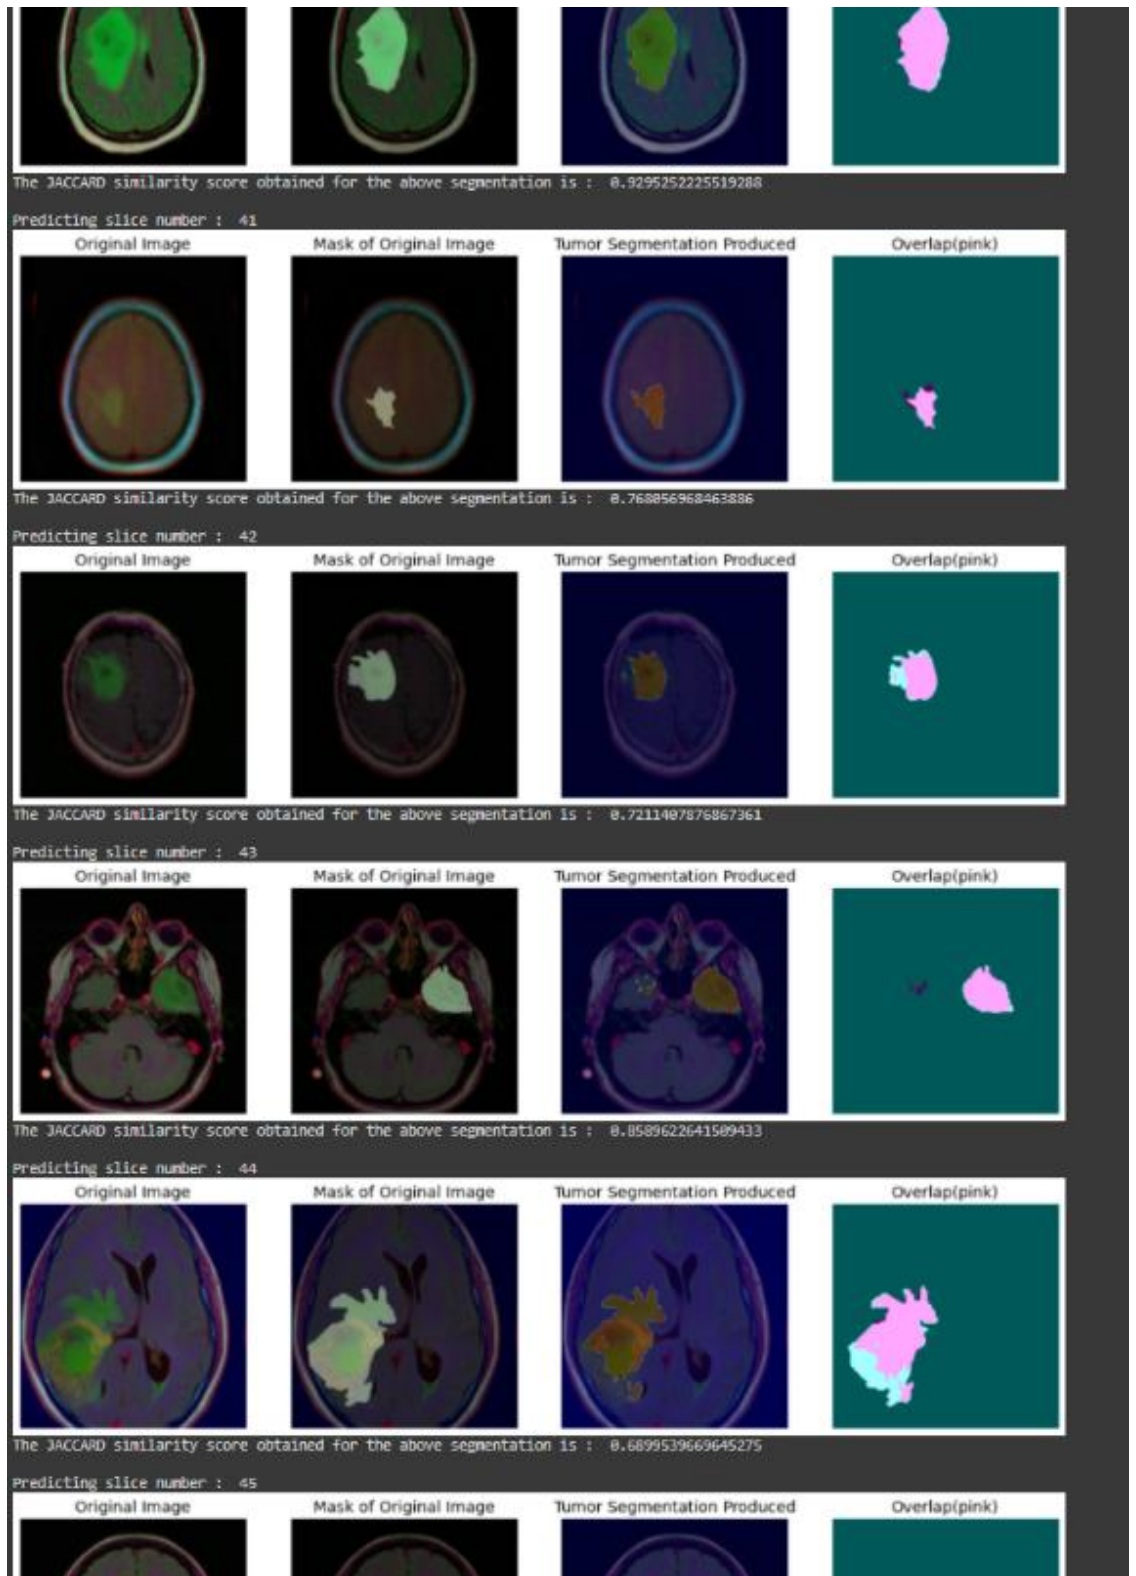 The JACCARD similarity score obtained for the above segmentation is :  0.9295252225519288
Predicting slice number :  41
Original Image Mask of Original Image Tumor Segmentation Produced Overlap(pink)
The JACCARD similarity score obtained for the above segmentation is :  0.768056968463886
Predicting slice number :  42
Original Image Mask of Original Image Tumor Segmentation Produced Overlap(pink)
The JACCARD similarity score obtained for the above segmentation is :  0.7211407876867361
Predicting slice number :  43
Original Image Mask of Original Image Tumor Segmentation Produced Overlap(pink)
The JACCARD similarity score obtained for the above segmentation is :  0.8589622641509433
Predicting slice number :  44
Original Image Mask of Original Image Tumor Segmentation Produced Overlap(pink)
The JACCARD similarity score obtained for the above segmentation is :  0.6899539669645275
Predicting slice number :  45
Original Image Mask of Original Image Tumor Segmentation Produced Overlap(pink)